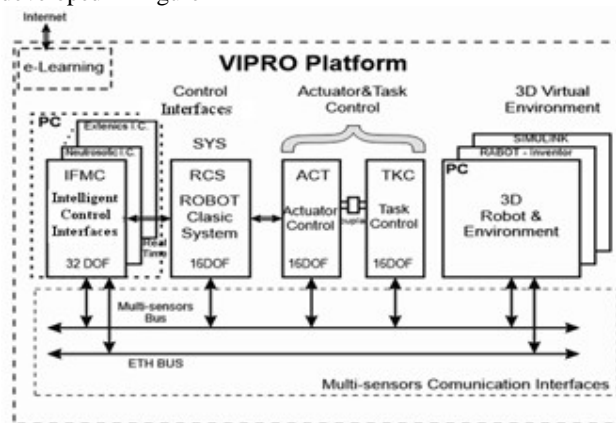 Internet
e-Learning
VIPRO Platform
Control
Interfaces
Actuator&Task
Control
3D Virtual
Environment
PC
Extenics I.C.
Neutrosofic I.C.
IFMC
Intelligent
Control
Interfaces
Real
Time
32 DOF
SYS
RCS
ROBOT
Clasic
System
16DOF
ACT
Actuator
Control
16DOF
TKC
Task
Control
16DOF
SIMULINK
RABOT - Inventor
PC
3D
Robot &
Environment
Multi-sensors
Bus
ETH BUS
Multi-sensors Comunication Interfaces